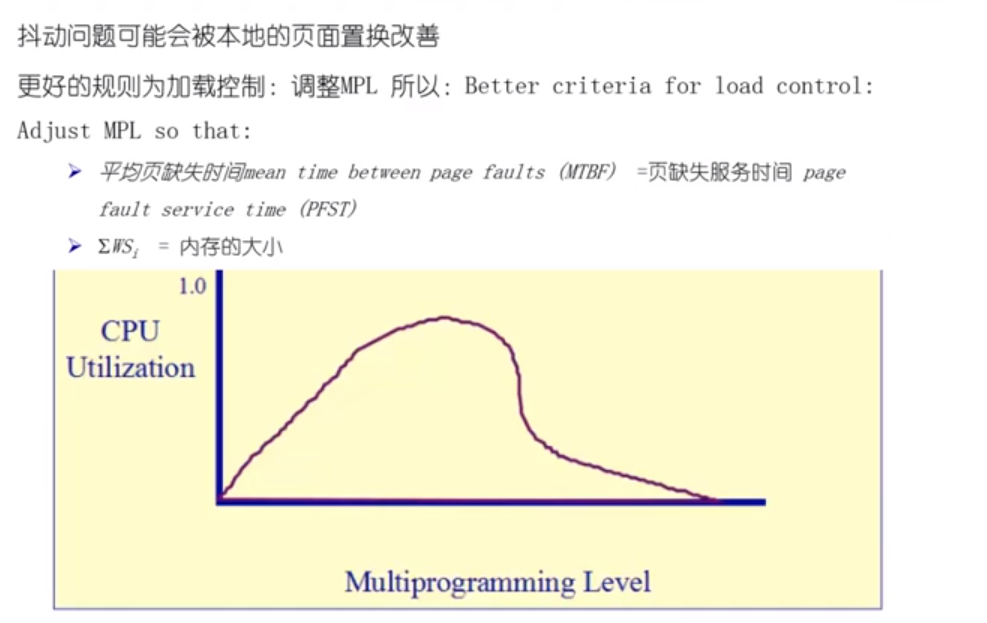 抖动问题可能会被本地的页面置换改善
更好的规则为加载控制: 调整MPL 所以: Better criteria for load control:
Adjust MPL so that:
➢ 平均页缺失时间mean time between page faults (MTBF) =页缺失服务时间 page
fault service time (PFST)
➢ ΣWSᵢ = 内存的大小
1.0
CPU
Utilization
Multiprogramming Level